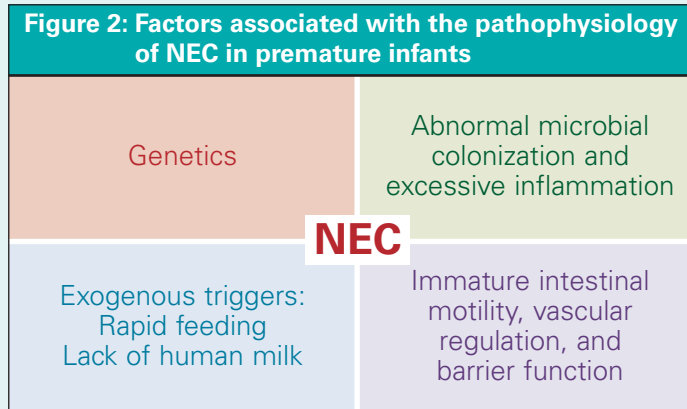 Figure 2: Factors associated with the pathophysiology
of NEC in premature infants
Genetics
Abnormal microbial
colonization and
excessive inflammation
NEC
Exogenous triggers:
Rapid feeding
Lack of human milk
Immature intestinal
motility, vascular
regulation, and
barrier function